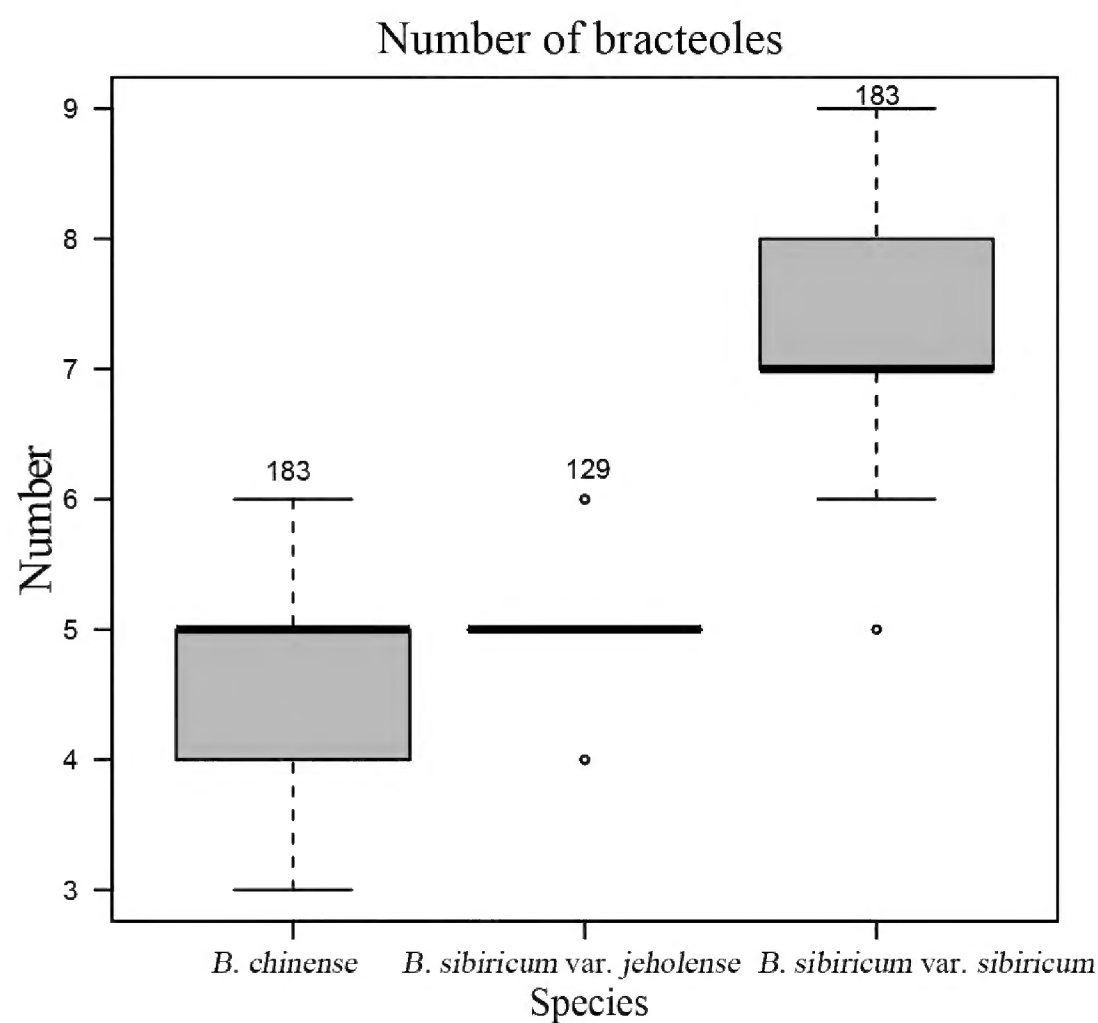 Number of bracteoles
9
8
7
6
5
4
3
Number
183
129
183
B. chinense
B. sibiricum var. jeholense
B. sibiricum var. sibiricum
Species